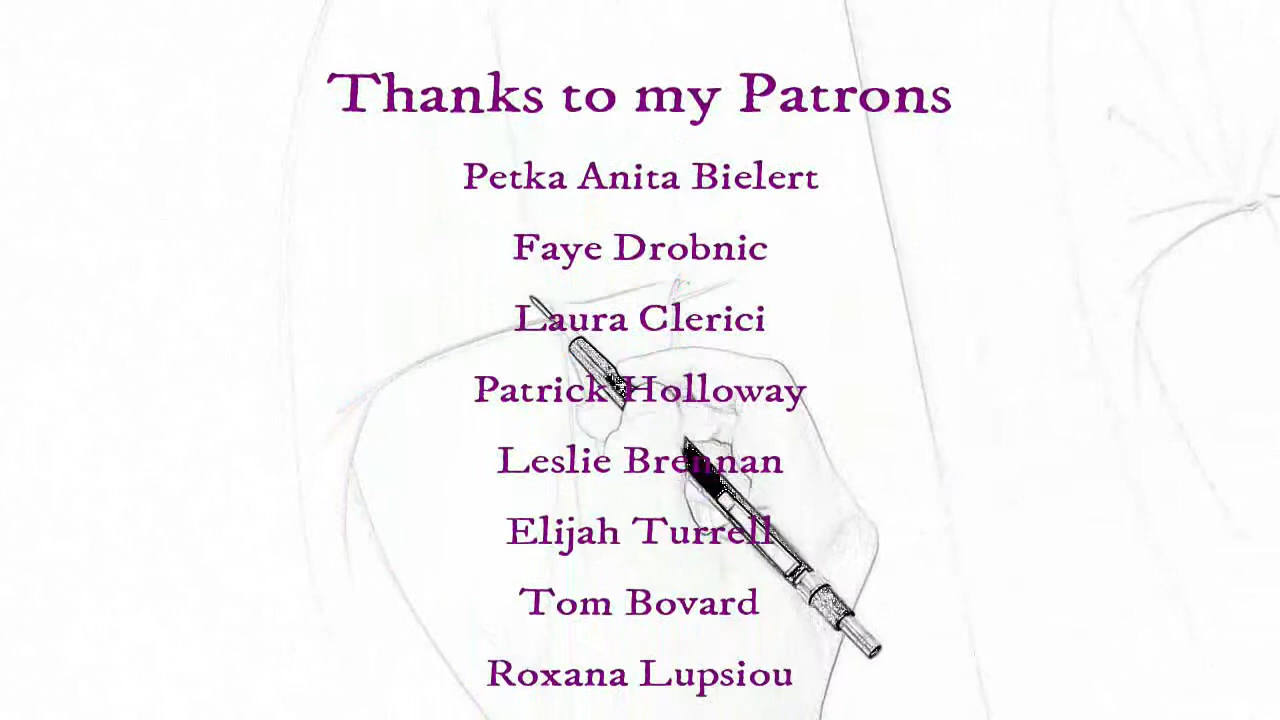 Thanks to my Patrons
Petka Anita Bielert
Faye Drobnic
Laura Clerici
Patrick Holloway
Leslie Brennan
Elijah Turrell
Tom Bovard
Roxana Lupsiou